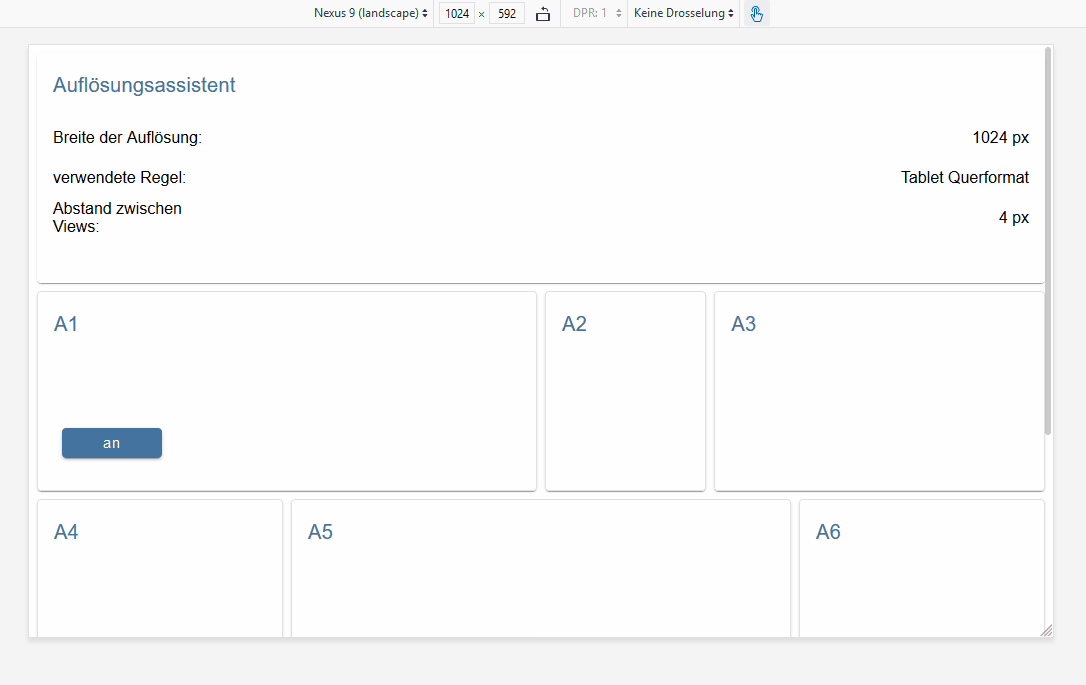 Nexus 9 (landscape) 1024 × 592 DPR: 1 Keine Drosselung
Auflösungsassistent
Breite der Auflösung: 1024 px
verwendete Regel: Tablet Querformat
Abstand zwischen
Views: 4 px
A1 A2 A3
an
A4 A5 A6